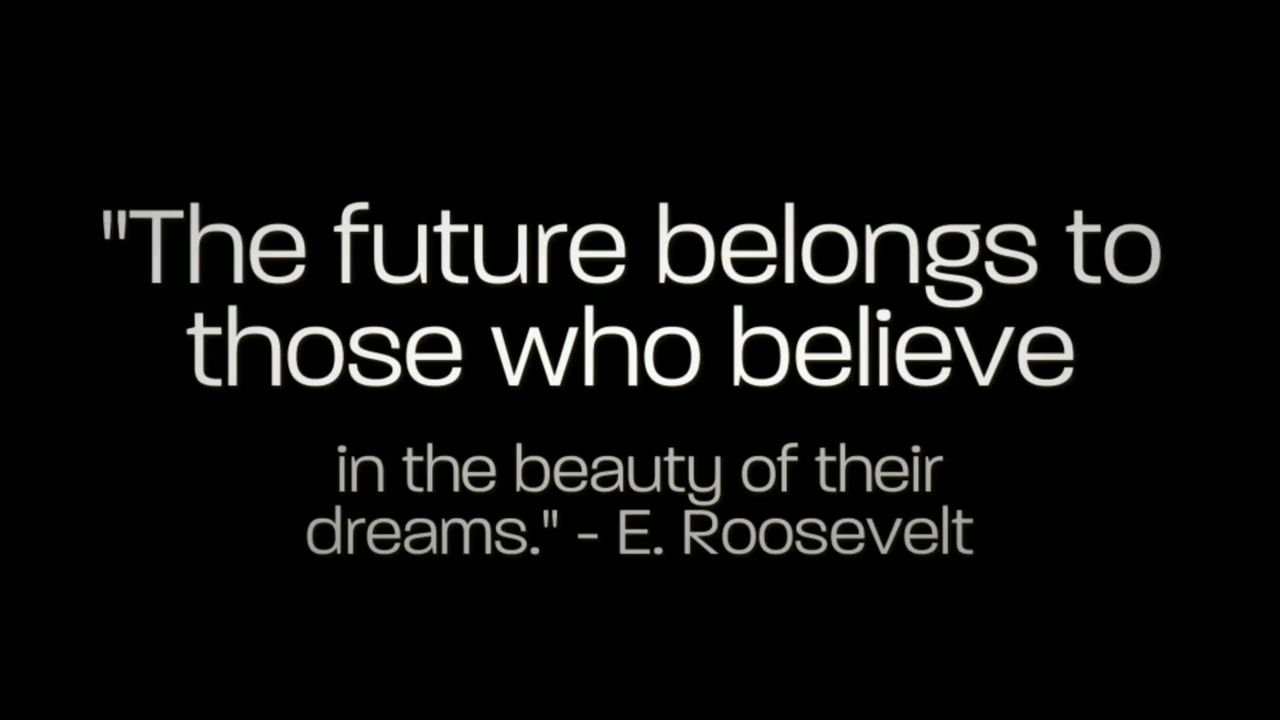 "The future belongs to
those who believe
in the beauty of their
dreams." - E. Roosevelt